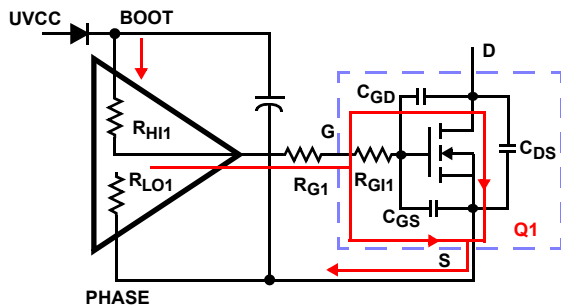 UVCC
BOOT
D
CGD
G
RHI1
CDS
RLO1
RG1
RGI1
CGS
Q1
S
PHASE